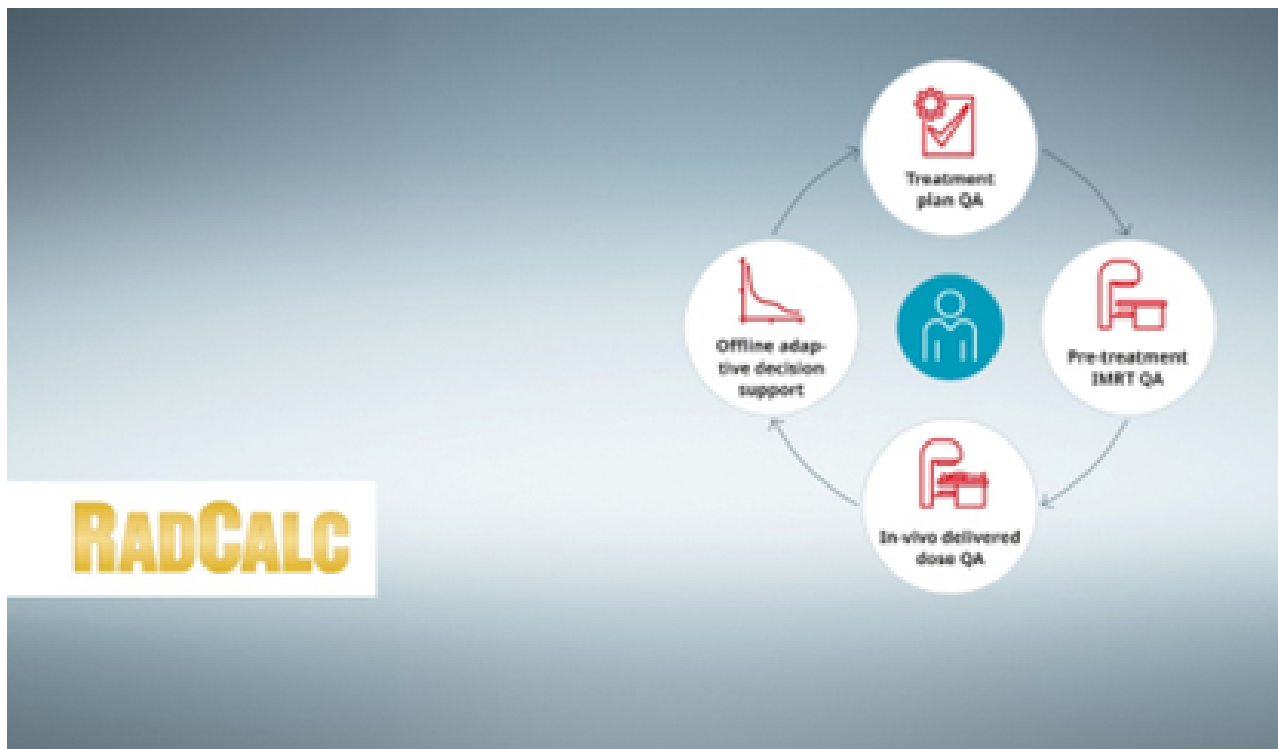 Treatment
plan QA
Offline adap-
tive decision
support
Pre-treatment
IMRT QA
In-vivo delivered
dose QA
RADCALC